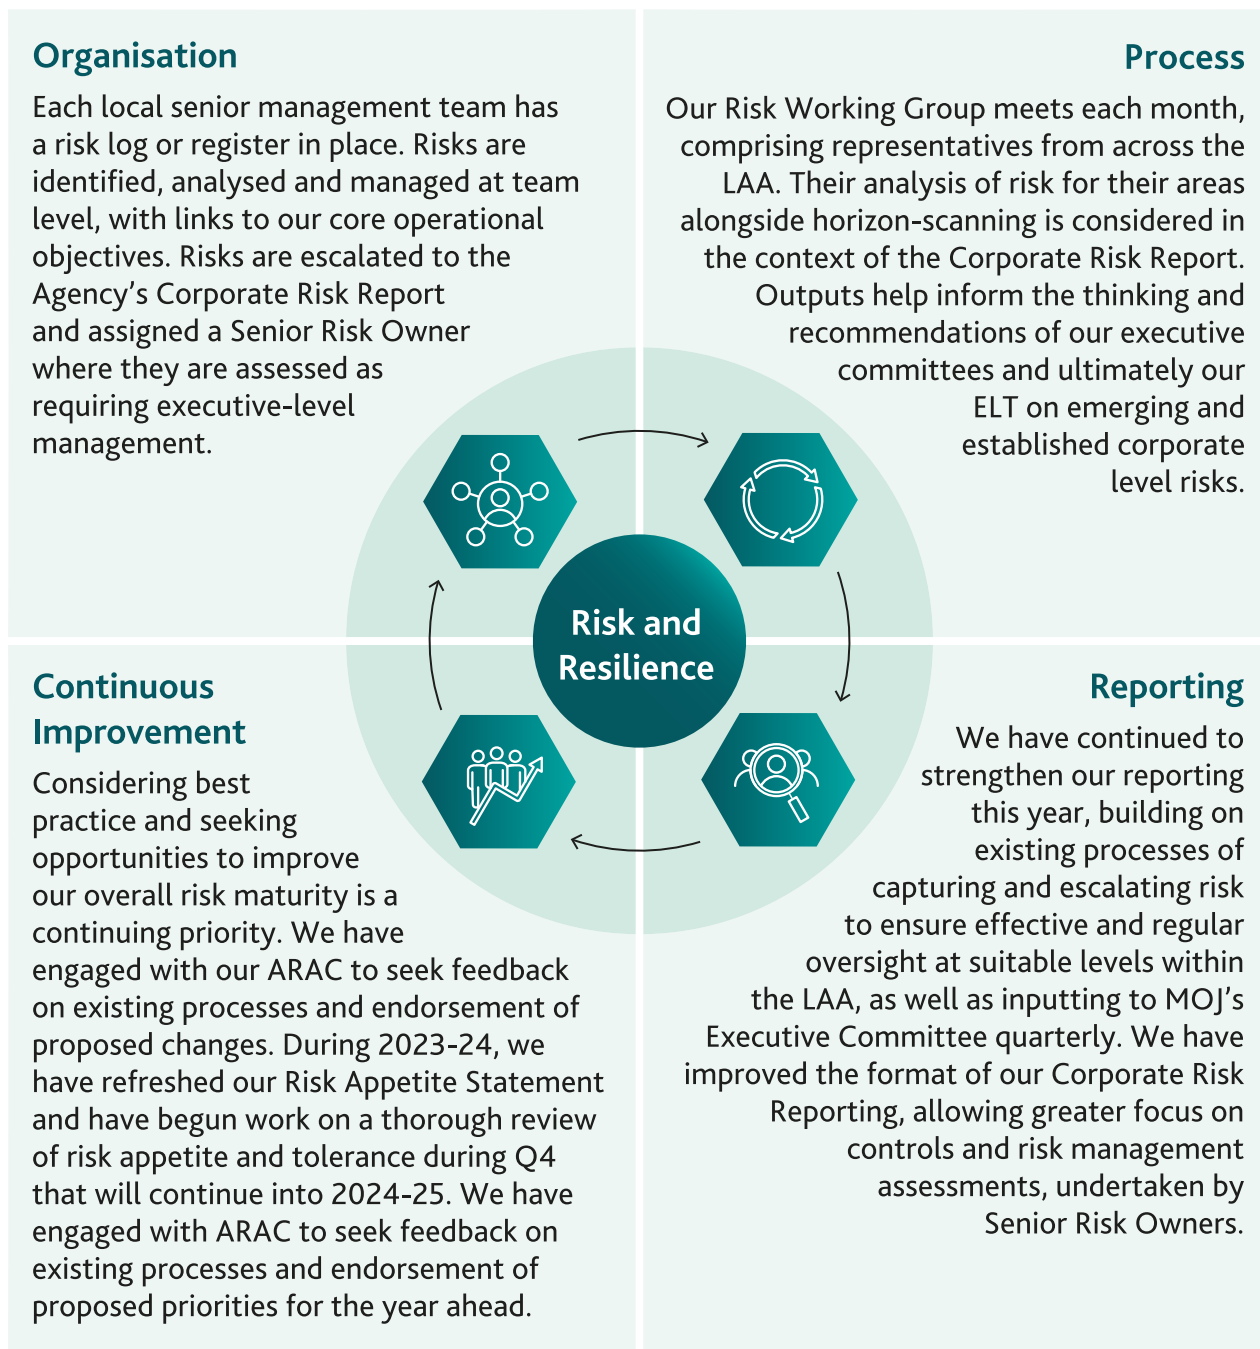 Organisation
Each local senior management team has
a risk log or register in place. Risks are
identified, analysed and managed at team
level, with links to our core operational
objectives. Risks are escalated to the
Agency’s Corporate Risk Report
and assigned a Senior Risk Owner
where they are assessed as
requiring executive-level
management.
Process
Our Risk Working Group meets each month,
comprising representatives from across the
LAA. Their analysis of risk for their areas
alongside horizon-scanning is considered in
the context of the Corporate Risk Report.
Outputs help inform the thinking and
recommendations of our executive
committees and ultimately our
ELT on emerging and
established corporate
level risks.
Risk and
Resilience
Continuous
Improvement
Considering best
practice and seeking
opportunities to improve
our overall risk maturity is a
continuing priority. We have
engaged with our ARAC to seek feedback
on existing processes and endorsement of
proposed changes. During 2023-24, we
have refreshed our Risk Appetite Statement
and have begun work on a thorough review
of risk appetite and tolerance during Q4
that will continue into 2024-25. We have
engaged with ARAC to seek feedback on
existing processes and endorsement of
proposed priorities for the year ahead.
Reporting
We have continued to
strengthen our reporting
this year, building on
existing processes of
capturing and escalating risk
to ensure effective and regular
oversight at suitable levels within
the LAA, as well as inputting to MOJ’s
Executive Committee quarterly. We have
improved the format of our Corporate Risk
Reporting, allowing greater focus on
controls and risk management
assessments, undertaken by
Senior Risk Owners.